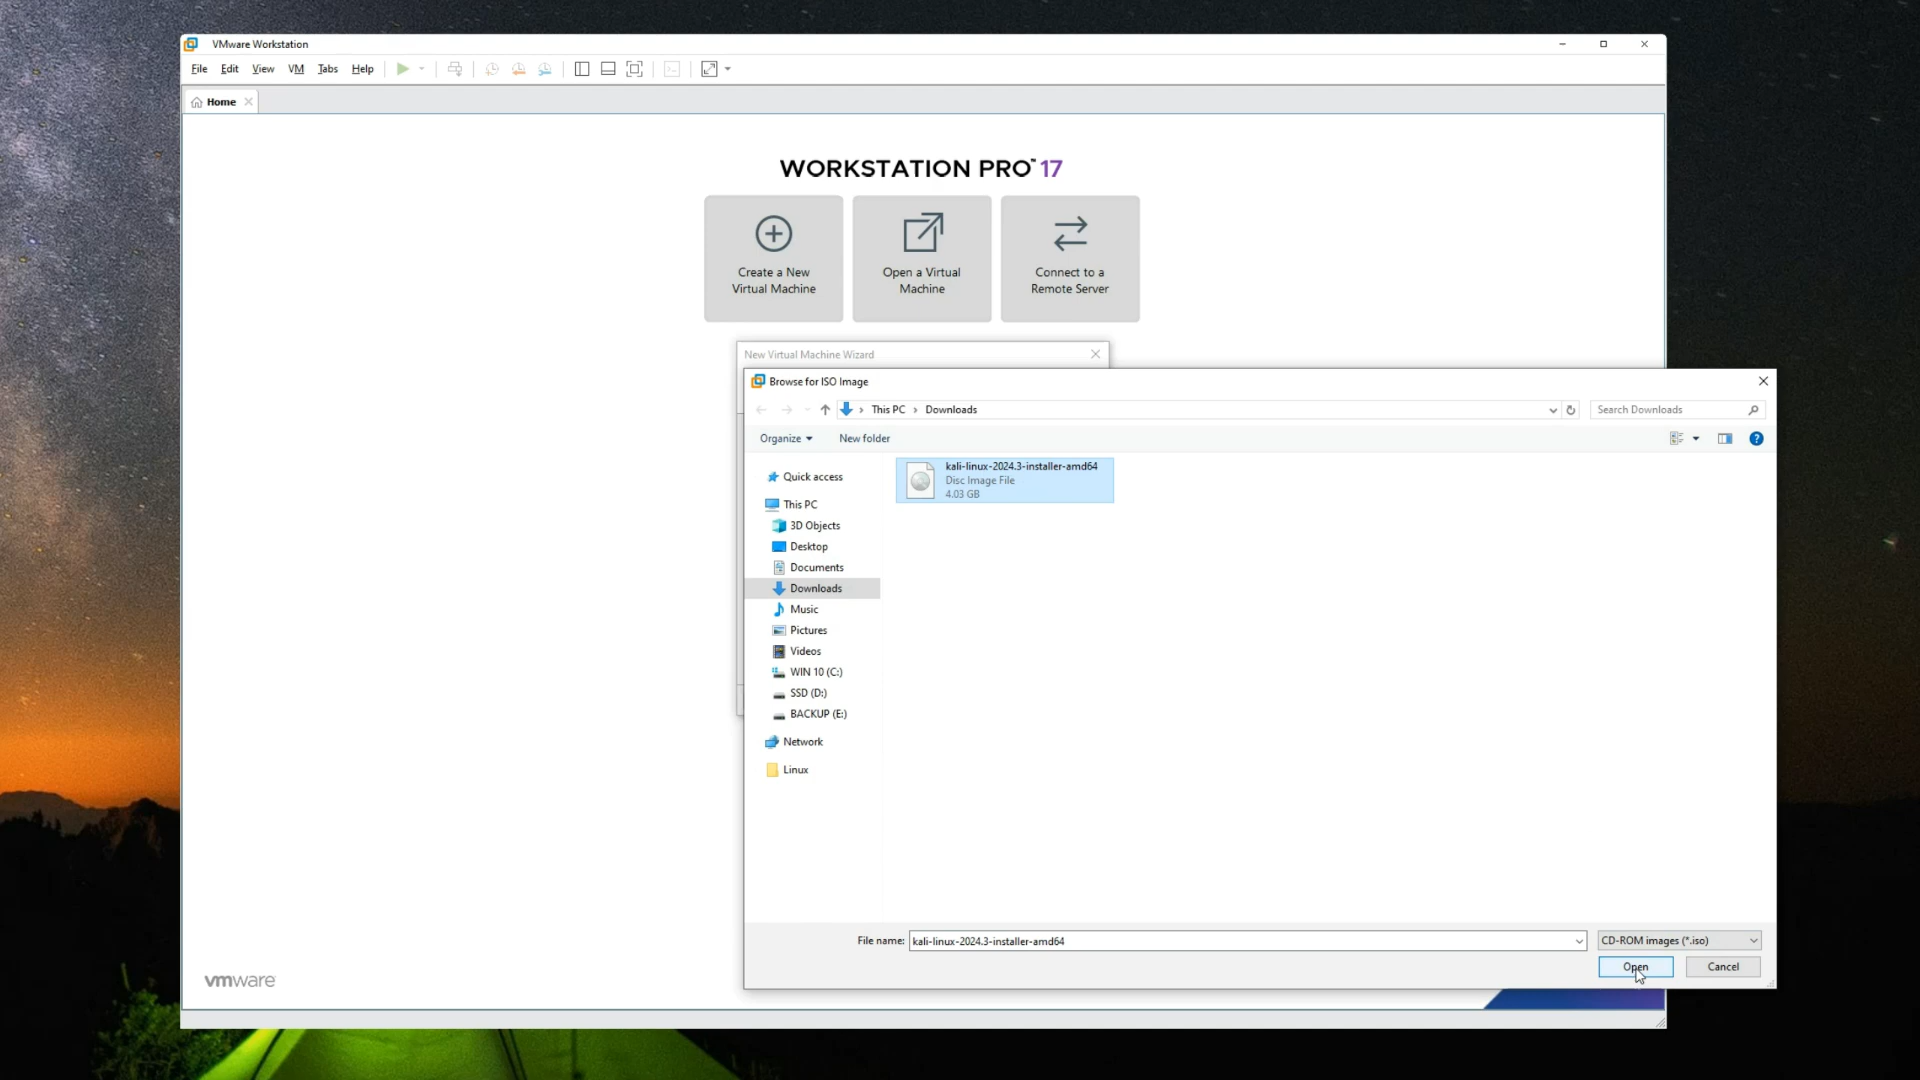 VMware Workstation
File Edit View VM Tabs Help
Home
WORKSTATION PRO™ 17
Create a New
Virtual Machine
Open a Virtual
Machine
Connect to a
Remote Server
New Virtual Machine Wizard
Browse for ISO Image
This PC › Downloads
Search Downloads
Organize
New folder
Quick access
This PC
3D Objects
Desktop
Documents
Downloads
Music
Pictures
Videos
WIN 10 (C:)
SSD (D:)
BACKUP (E:)
Network
Linux
kali-linux-2024.3-installer-amd64
Disc Image File
4.03 GB
File name: kali-linux-2024.3-installer-amd64
CD-ROM images (*.iso)
Open
Cancel
vmware